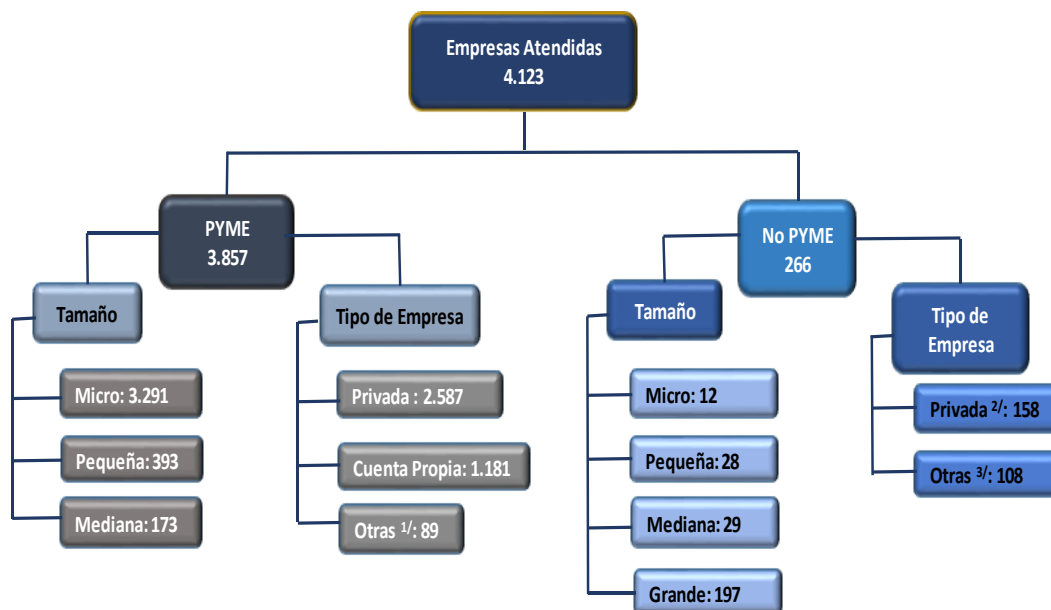 Empresas Atendidas
4.123
PYME
3.857
Tamaño
Micro: 3.291
Pequeña: 393
Mediana: 173
Tipo de Empresa
Privada : 2.587
Cuenta Propia: 1.181
Otras 1/: 89
No PYME
266
Tamaño
Micro: 12
Pequeña: 28
Mediana: 29
Grande: 197
Tipo de
Empresa
Privada 2/: 158
Otras 3/: 108